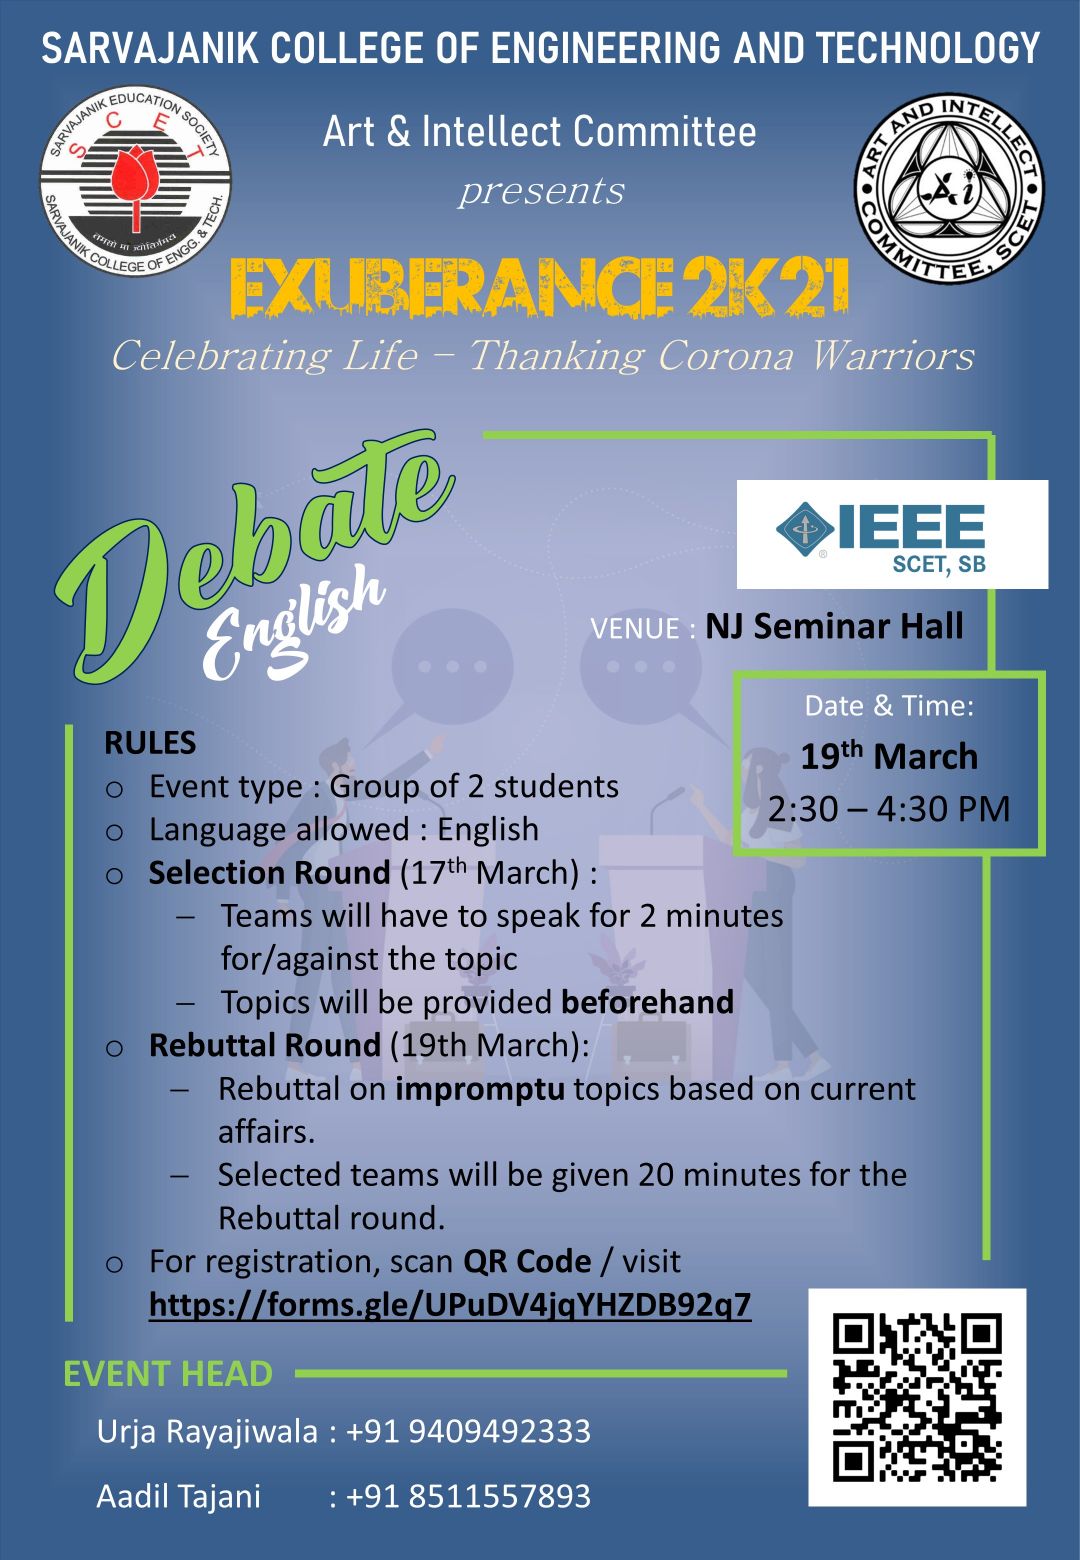 SARVAJANIK COLLEGE OF ENGINEERING AND TECHNOLOGY
SARVAJANIK EDUCATION SOCIETY
S C E T
तमसो मा ज्योतिर्गमय
SARVAJANIK COLLEGE OF ENGG. & TECH.
Art & Intellect Committee
presents
ART AND INTELLECT
Ai
COMMITTEE, SCET
EXUBERANCE 2K21
Celebrating Life – Thanking Corona Warriors
Debate
English
IEEE
®
SCET, SB
VENUE : NJ Seminar Hall
Date & Time:
19th March
2:30 – 4:30 PM
RULES
o Event type : Group of 2 students
o Language allowed : English
o Selection Round (17th March) :
– Teams will have to speak for 2 minutes
for/against the topic
– Topics will be provided beforehand
o Rebuttal Round (19th March):
– Rebuttal on impromptu topics based on current
affairs.
– Selected teams will be given 20 minutes for the
Rebuttal round.
o For registration, scan QR Code / visit
https://forms.gle/UPuDV4jqYHZDB92q7
EVENT HEAD
Urja Rayajiwala : +91 9409492333
Aadil Tajani : +91 8511557893